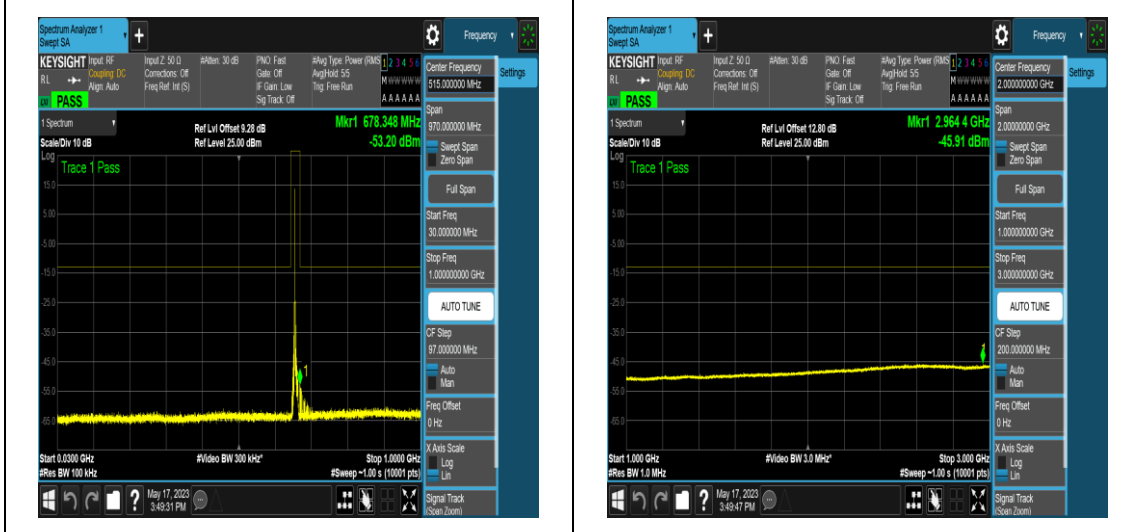 Spectrum Analyzer 1
Swept SA
+
Frequency
KEYSIGHT
Input: RF
Input Z: 50 Ω
#Atten: 30 dB
PNO: Fast
#Avg Type: Power (RMS
1 2 3 4 5 6
RL
Coupling: DC
Corrections: Off
Gate: Off
Avg|Hold: 5/5
M W W W W W
Align: Auto
Freq Ref: Int (S)
IF Gain: Low
Trig: Free Run
Sig Track: Off
A A A A A A
PASS
1 Spectrum
Ref Lvl Offset 9.28 dB
Mkr1 678.348 MHz
Scale/Div 10 dB
Ref Level 25.00 dBm
-53.20 dBm
Log
Trace 1 Pass
15.0
5.00
-5.00
-15.0
-25.0
-35.0
-45.0
-55.0
-65.0
1
Start 0.0300 GHz
#Video BW 300 kHz*
Stop 1.0000 GHz
#Res BW 100 kHz
#Sweep ~1.00 s (10001 pts)
May 17, 2023
3:49:31 PM
Center Frequency
515.000000 MHz
Settings
Span
970.000000 MHz
Swept Span
Zero Span
Full Span
Start Freq
30.000000 MHz
Stop Freq
1.000000000 GHz
AUTO TUNE
CF Step
97.000000 MHz
Auto
Man
Freq Offset
0 Hz
X Axis Scale
Log
Lin
Signal Track
(Span Zoom)
Spectrum Analyzer 1
Swept SA
+
Frequency
KEYSIGHT
Input: RF
Input Z: 50 Ω
#Atten: 30 dB
PNO: Fast
#Avg Type: Power (RMS
1 2 3 4 5 6
RL
Coupling: DC
Corrections: Off
Gate: Off
Avg|Hold: 5/5
M W W W W W
Align: Auto
Freq Ref: Int (S)
IF Gain: Low
Trig: Free Run
Sig Track: Off
A A A A A A
PASS
1 Spectrum
Ref Lvl Offset 12.80 dB
Mkr1 2.964 4 GHz
Scale/Div 10 dB
Ref Level 25.00 dBm
-45.91 dBm
Log
Trace 1 Pass
15.0
5.00
-5.00
-15.0
-25.0
-35.0
-45.0
-55.0
-65.0
Start 1.000 GHz
#Video BW 3.0 MHz*
Stop 3.000 GHz
#Res BW 1.0 MHz
#Sweep ~1.00 s (10001 pts)
May 17, 2023
3:49:47 PM
Center Frequency
2.000000000 GHz
Settings
Span
2.00000000 GHz
Swept Span
Zero Span
Full Span
Start Freq
1.000000000 GHz
Stop Freq
3.000000000 GHz
AUTO TUNE
CF Step
200.000000 MHz
Auto
Man
Freq Offset
0 Hz
X Axis Scale
Log
Lin
Signal Track
(Span Zoom)